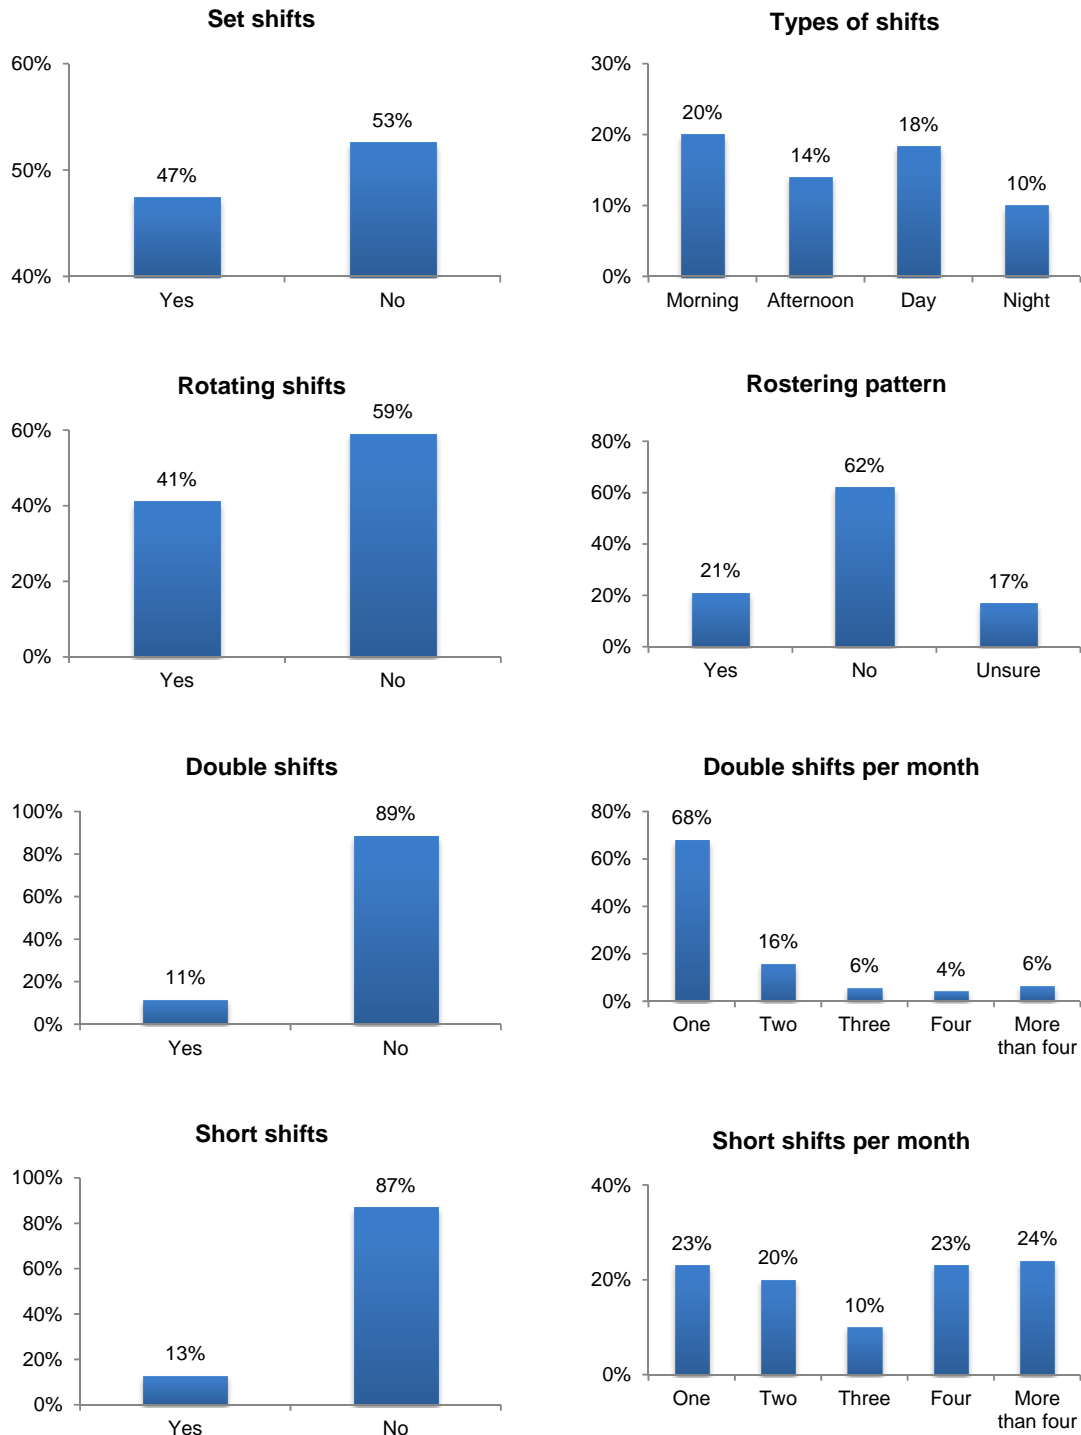 Set shifts
60%
50%
40%
47%
53%
Yes
No
Types of shifts
30%
20%
10%
0%
20%
14%
18%
10%
Morning
Afternoon
Day
Night
Rotating shifts
60%
40%
20%
0%
41%
59%
Yes
No
Rostering pattern
80%
60%
40%
20%
0%
21%
62%
17%
Yes
No
Unsure
Double shifts
100%
80%
60%
40%
20%
0%
11%
89%
Yes
No
Double shifts per month
80%
60%
40%
20%
0%
68%
16%
6%
4%
6%
One
Two
Three
Four
More
than four
Short shifts
100%
80%
60%
40%
20%
0%
13%
87%
Yes
No
Short shifts per month
40%
20%
0%
23%
20%
10%
23%
24%
One
Two
Three
Four
More
than four